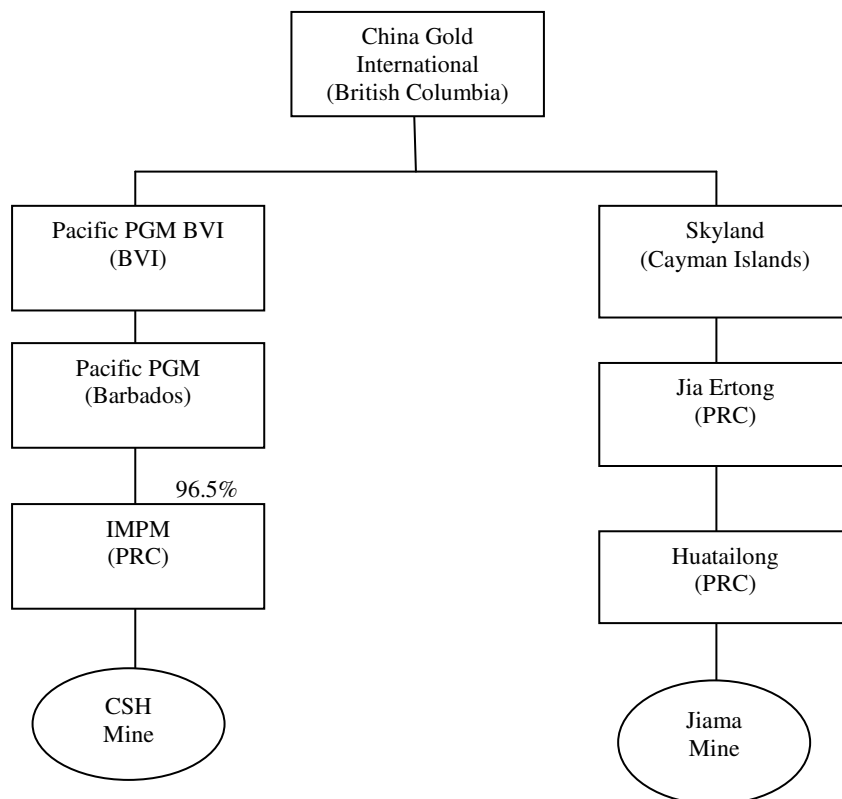 China Gold
International
(British Columbia)
Pacific PGM BVI
(BVI)
Skyland
(Cayman Islands)
Pacific PGM
(Barbados)
Jia Ertong
(PRC)
96.5%
IMPM
(PRC)
Huatailong
(PRC)
CSH
Mine
Jiama
Mine